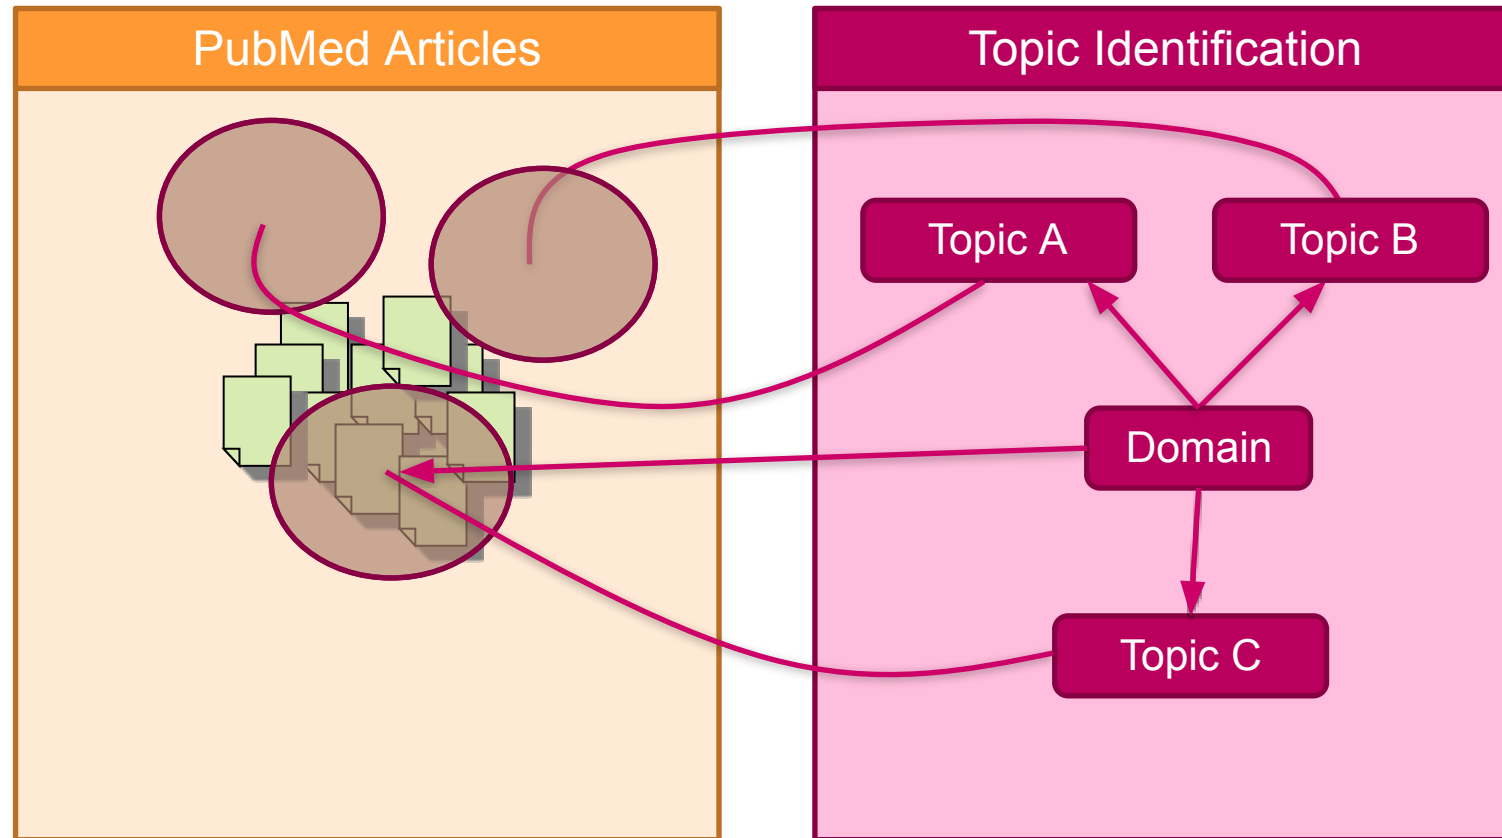 PubMed Articles
Topic Identification
Topic A
Topic B
Domain
Topic C